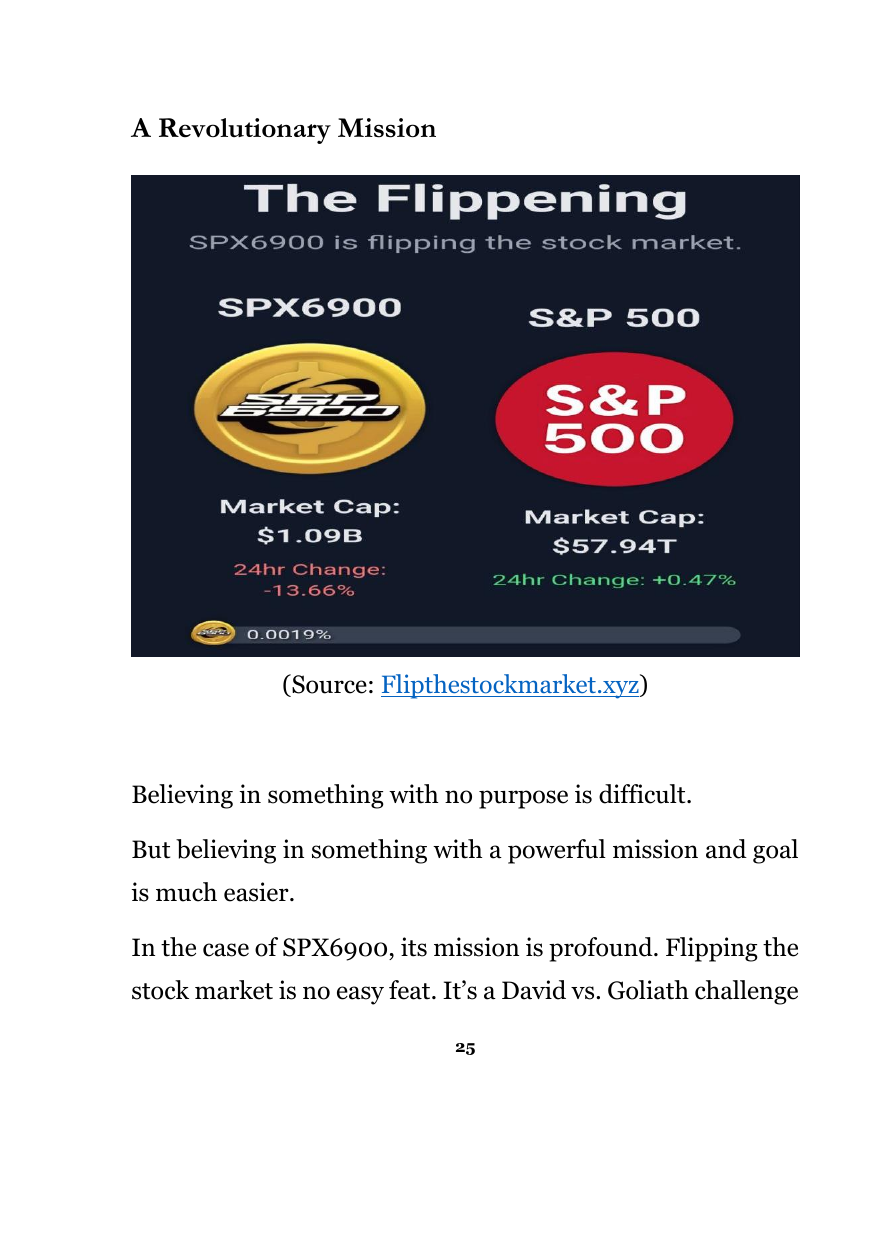 A Revolutionary Mission
The Flippening
SPX6900 is flipping the stock market.
SPX6900
S&P
6900
Market Cap:
$1.09B
24hr Change:
-13.66%
S&P 500
S&P
500
Market Cap:
$57.94T
24hr Change: +0.47%
0.0019%
(Source: Flipthestockmarket.xyz)
Believing in something with no purpose is difficult.
But believing in something with a powerful mission and goal
is much easier.
In the case of SPX6900, its mission is profound. Flipping the
stock market is no easy feat. It’s a David vs. Goliath challenge
25